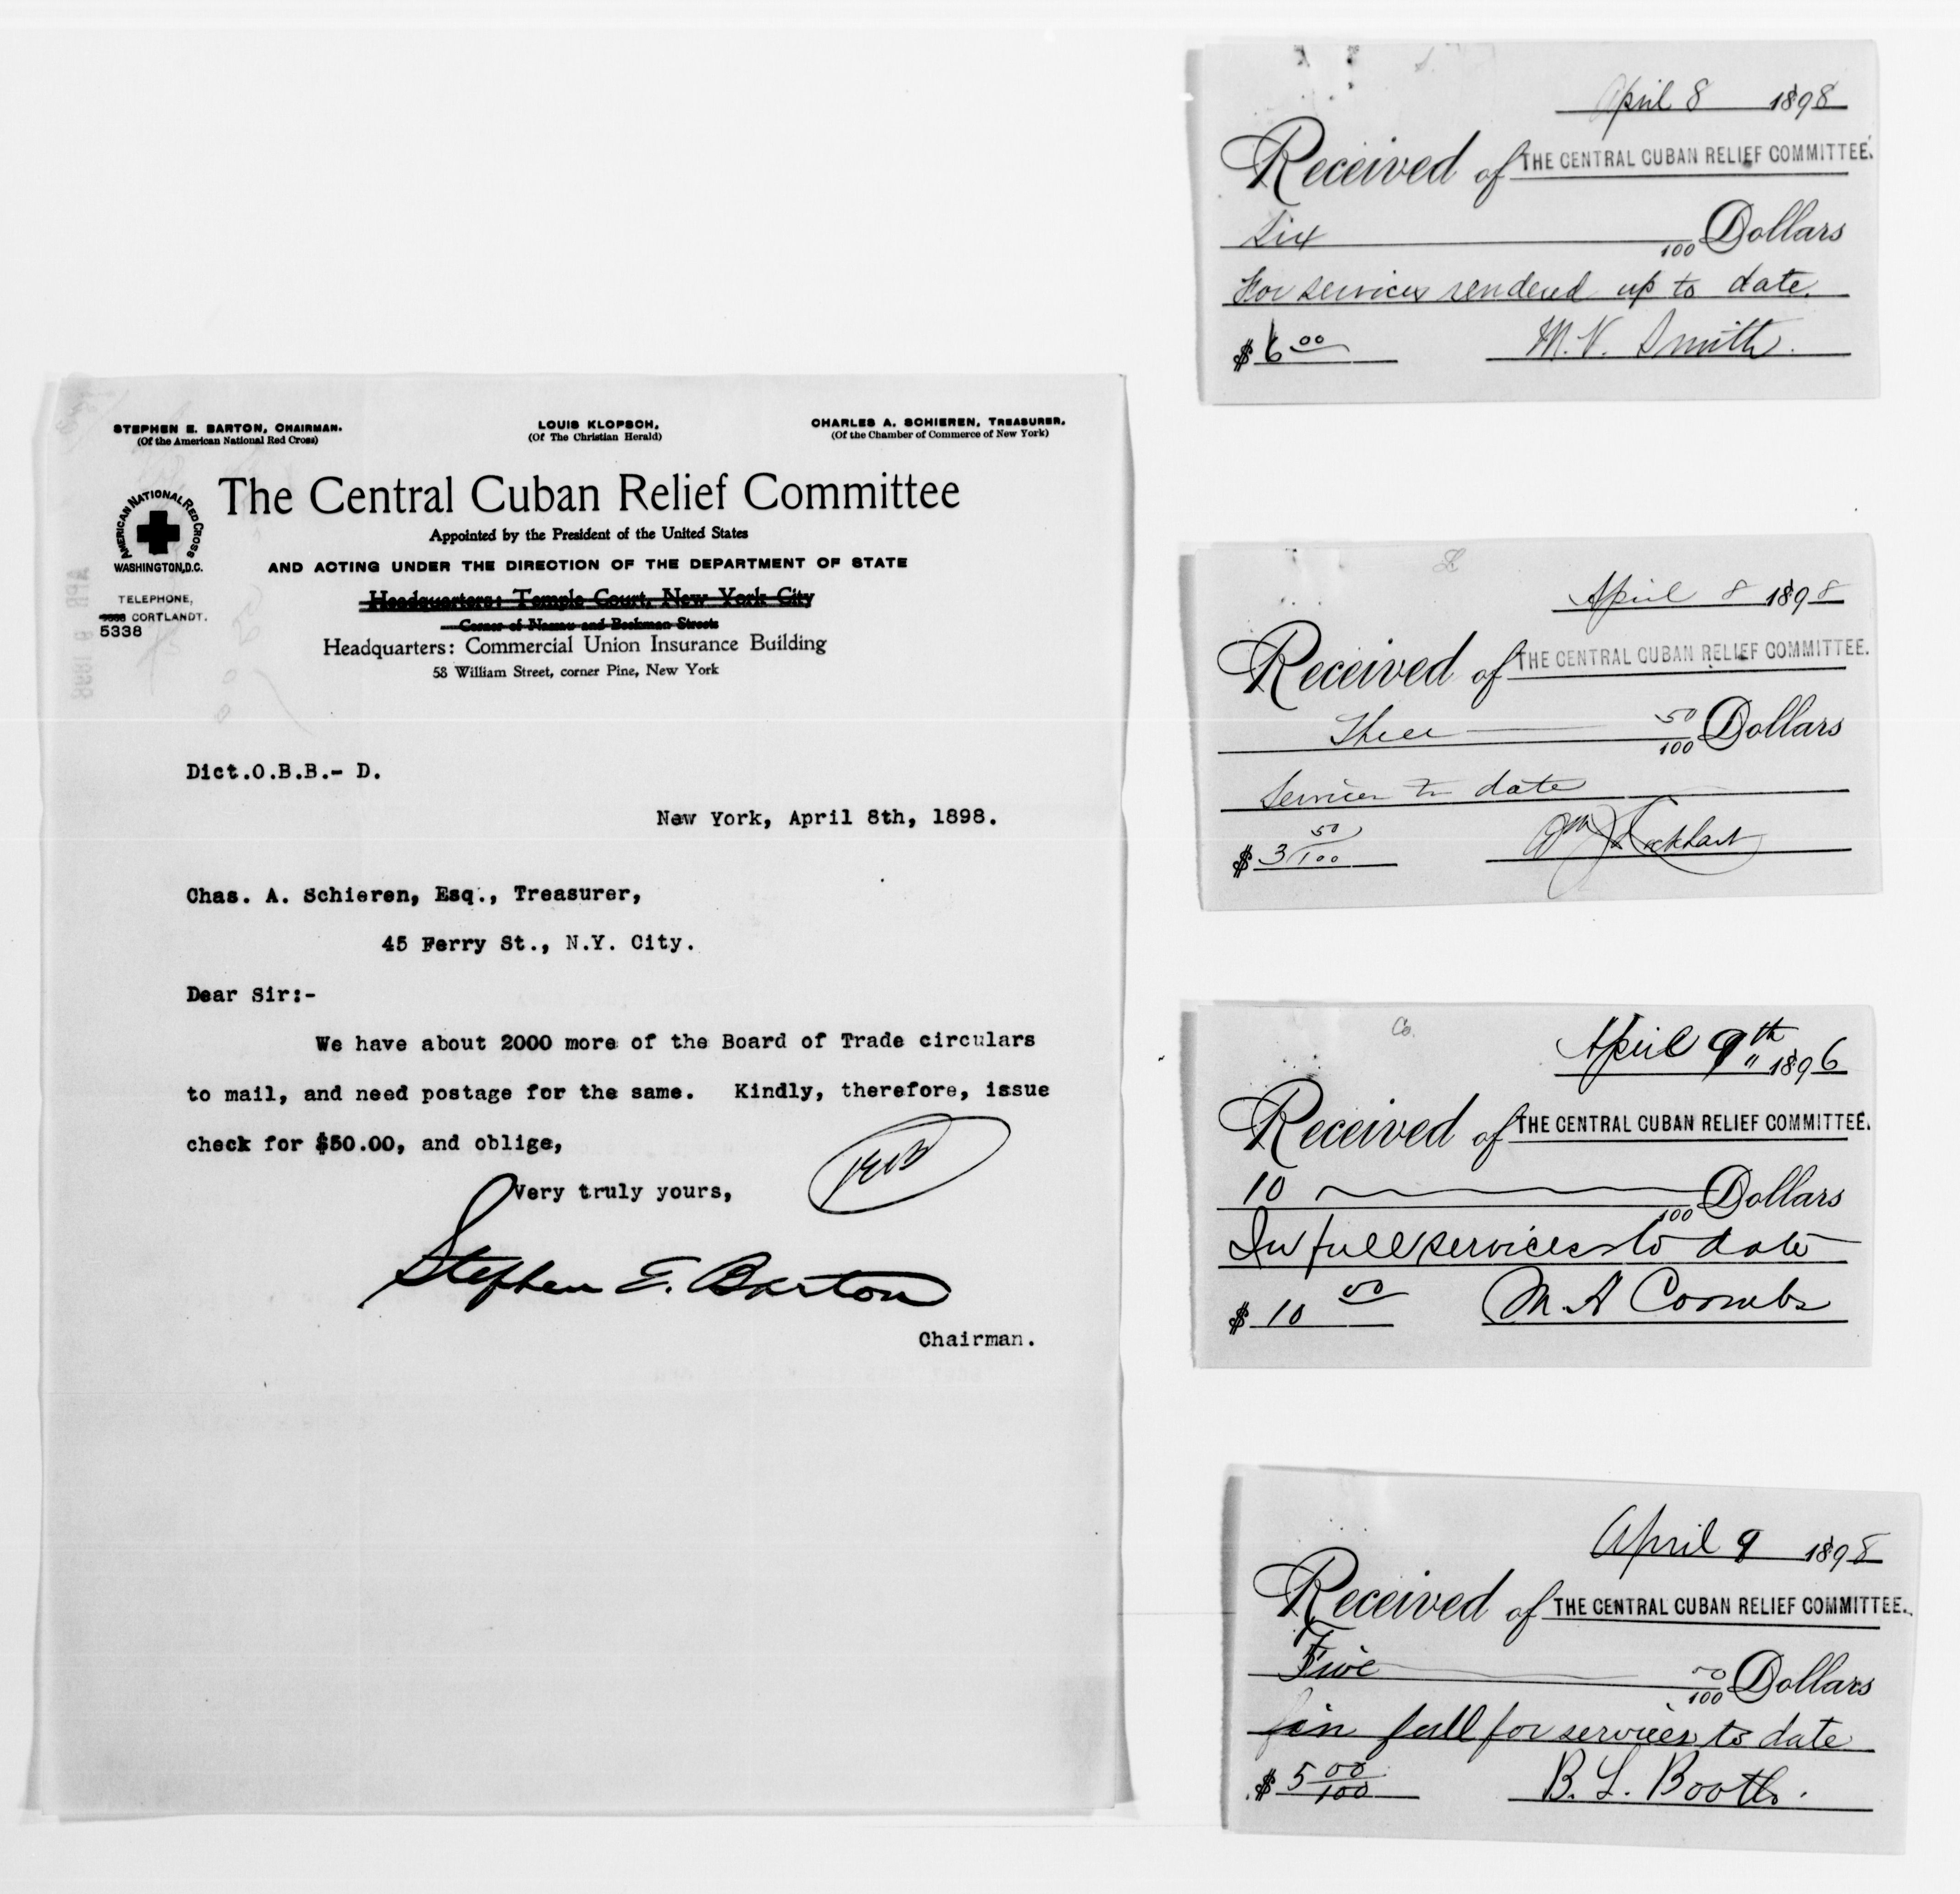 STEPHEN E. BARTON, CHAIRMAN.
(Of the American National Red Cross)
LOUIS KLOPSCH,
(Of The Christian Herald)
CHARLES A. SCHIEREN, TREASURER,
(Of the Chamber of Commerce of New York)
AMERICAN NATIONAL RED CROSS
WASHINGTON, D.C.
The Central Cuban Relief Committee
Appointed by the President of the United States
AND ACTING UNDER THE DIRECTION OF THE DEPARTMENT OF STATE
Headquarters: Temple Court, New York City
Corner of Nassau and Beekman Streets
Headquarters: Commercial Union Insurance Building
58 William Street, corner Pine, New York
TELEPHONE,
CORTLANDT.
5338
Dict.O.B.B.- D.
New York, April 8th, 1898.
Chas. A. Schieren, Esq., Treasurer,
45 Ferry St., N.Y. City.
Dear Sir:-
We have about 2000 more of the Board of Trade circulars
to mail, and need postage for the same. Kindly, therefore, issue
check for $50.00, and oblige,
Very truly yours,
Stephen E. Barton
Chairman.
April 8 1898
Received of THE CENTRAL CUBAN RELIEF COMMITTEE.
Six /100 Dollars
For services rendered up to date.
$ 6 00 M. V. Smith.
April 8 1898
Received of THE CENTRAL CUBAN RELIEF COMMITTEE.
Three 50/100 Dollars
Services to date
$ 3 50/100 Lockhart
Co.
April 9th " 1896
Received of THE CENTRAL CUBAN RELIEF COMMITTEE.
10 /100 Dollars
In full services to date
$ 10 00 M. A Coombs
April 9 1898
Received of THE CENTRAL CUBAN RELIEF COMMITTEE.
Five 00/100 Dollars
in full for services to date
$ 5 00/100 B. L. Booth.